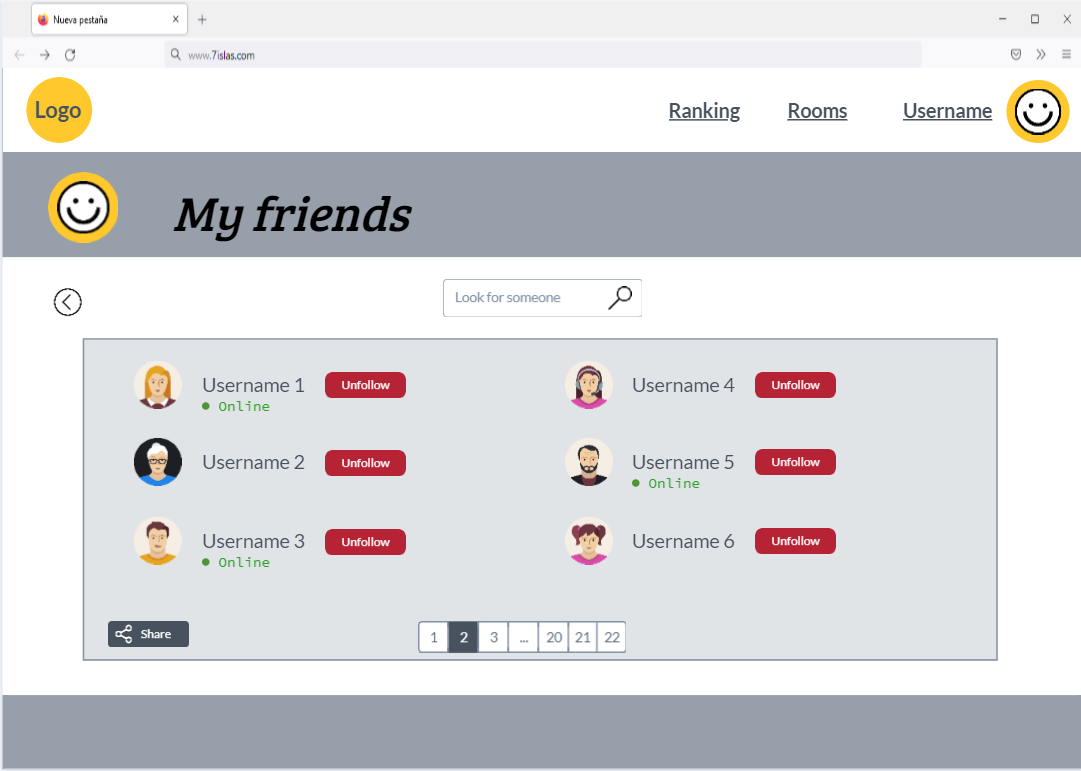 Nueva pestaña
www.7islas.com
Logo
Ranking Rooms Username
My friends
Look for someone
Username 1 Unfollow Username 4 Unfollow
Online
Username 2 Unfollow Username 5 Unfollow
Online
Username 3 Unfollow Username 6 Unfollow
Online
Share 1 2 3 ... 20 21 22